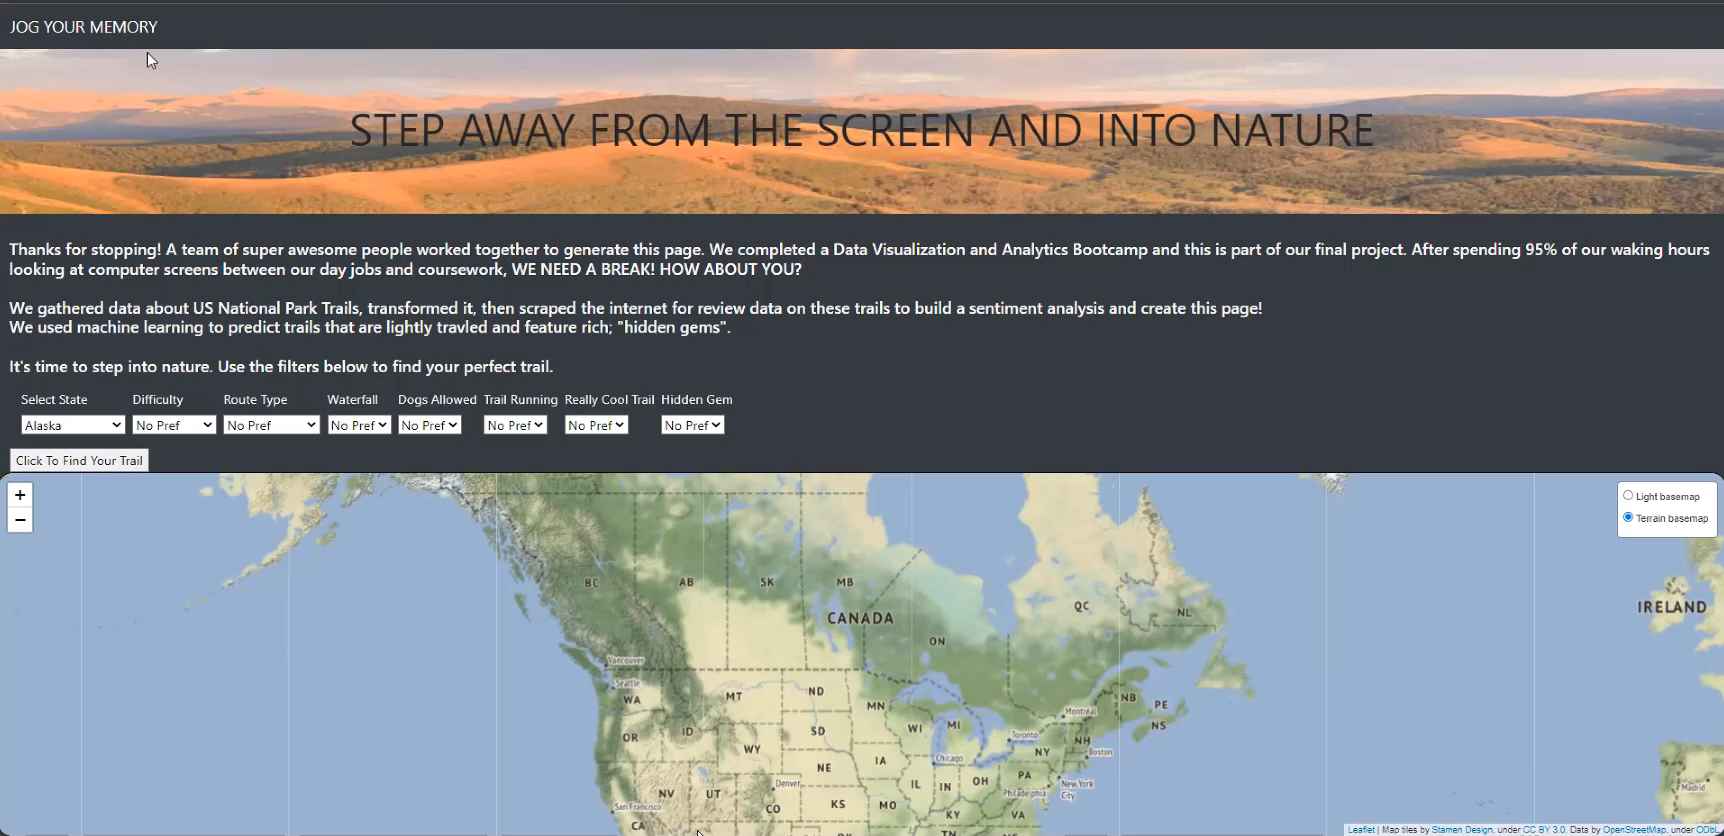 JOG YOUR MEMORY
STEP AWAY FROM THE SCREEN AND INTO NATURE
Thanks for stopping! A team of super awesome people worked together to generate this page. We completed a Data Visualization and Analytics Bootcamp and this is part of our final project. After spending 95% of our waking hours
looking at computer screens between our day jobs and coursework, WE NEED A BREAK! HOW ABOUT YOU?
We gathered data about US National Park Trails, transformed it, then scraped the internet for review data on these trails to build a sentiment analysis and create this page!
We used machine learning to predict trails that are lightly travled and feature rich; "hidden gems".
It's time to step into nature. Use the filters below to find your perfect trail.
Select State Difficulty Route Type Waterfall Dogs Allowed Trail Running Really Cool Trail Hidden Gem
Alaska No Pref No Pref No Pref No Pref No Pref No Pref No Pref
Click To Find Your Trail
+
−
Light basemap
Terrain basemap
BC AB SK MB
CANADA
QC
NL
IRELAND
ON
Vancouver
Seattle
WA
MT
ND
MN
NB
PE
NS
Montréal
OR
ID
SD
WI
MI
Toronto
NH
Boston
WY
NY
Chicago
IA
NE
PA
New York
City
Philadelphia
NV
UT
Denver
CO
KS
MO
IL
IN
OH
Madrid
San Francisco
CA
KY
VA
TN
Leaflet | Map tiles by Stamen Design, under CC BY 3.0. Data by OpenStreetMap, under ODbL